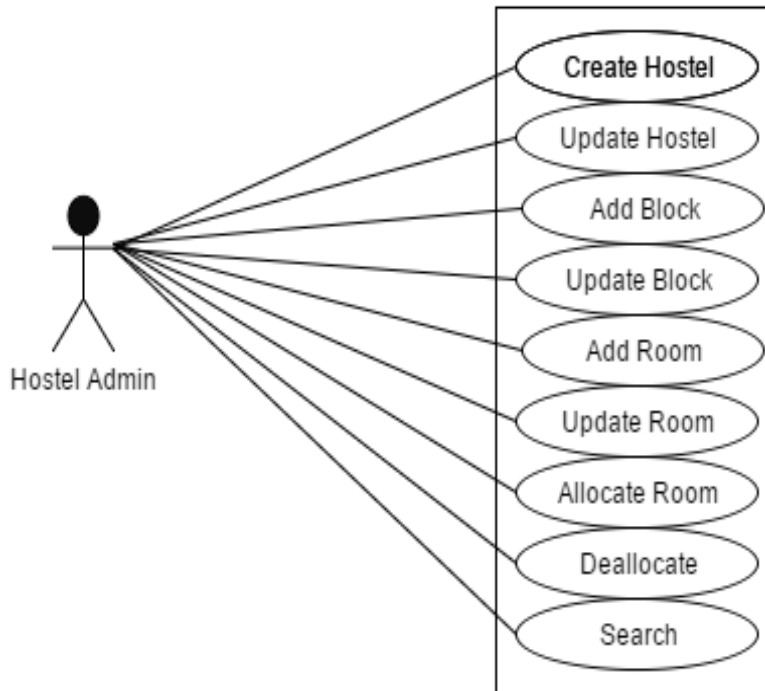 Create Hostel
Update Hostel
Add Block
Update Block
Add Room
Update Room
Allocate Room
Deallocate
Search
Hostel Admin